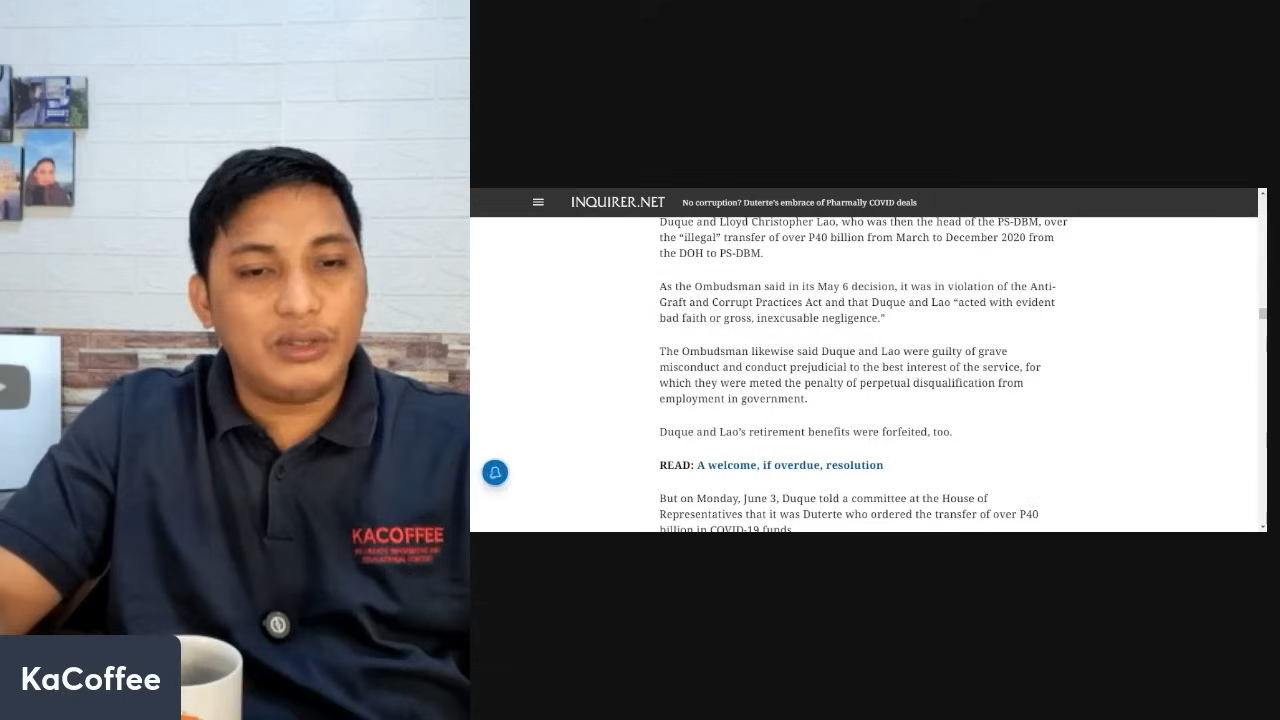 INQUIRER.NET
No corruption? Duterte's embrace of Pharmally COVID deals
Duque and Lloyd Christopher Lao, who was then the head of the PS-DBM, over
the “illegal” transfer of over P40 billion from March to December 2020 from
the DOH to PS-DBM.
As the Ombudsman said in its May 6 decision, it was in violation of the Anti-
Graft and Corrupt Practices Act and that Duque and Lao “acted with evident
bad faith or gross, inexcusable negligence.”
The Ombudsman likewise said Duque and Lao were guilty of grave
misconduct and conduct prejudicial to the best interest of the service, for
which they were meted the penalty of perpetual disqualification from
employment in government.
Duque and Lao’s retirement benefits were forfeited, too.
READ: A welcome, if overdue, resolution
But on Monday, June 3, Duque told a committee at the House of
Representatives that it was Duterte who ordered the transfer of over P40
billion in COVID-19 funds
KACOFFEE
KaCoffee